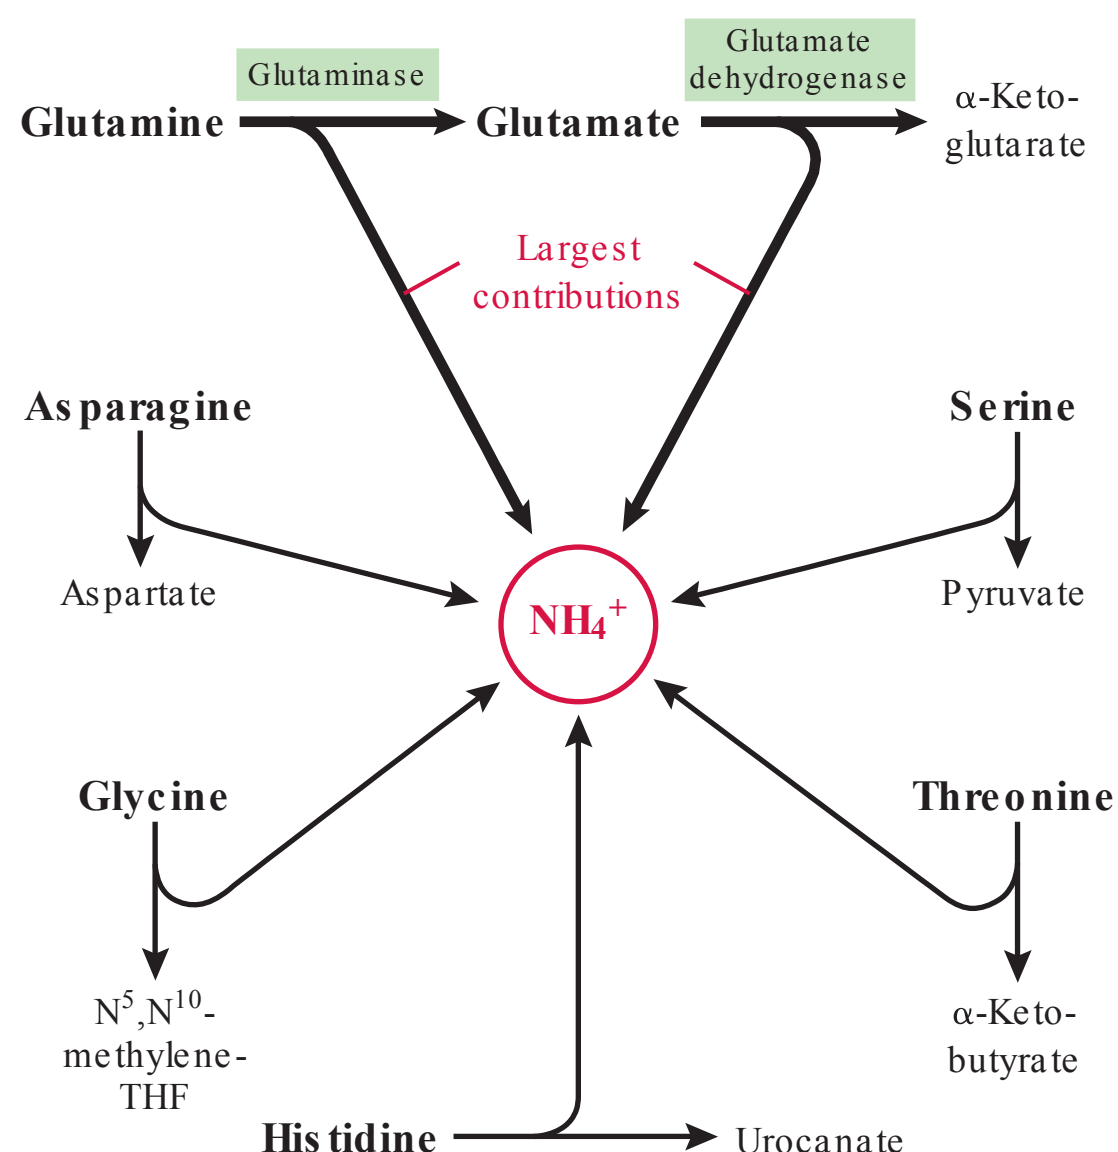 Glutaminase
Glutamate
dehydrogenase
Glutamine
Glutamate
α-Keto-
glutarate
Largest
contributions
Asparagine
Serine
Aspartate
Pyruvate
NH₄⁺
Glycine
Threonine
N⁵,N¹⁰-
methylene-
THF
α-Keto-
butyrate
Histidine
Urocanate